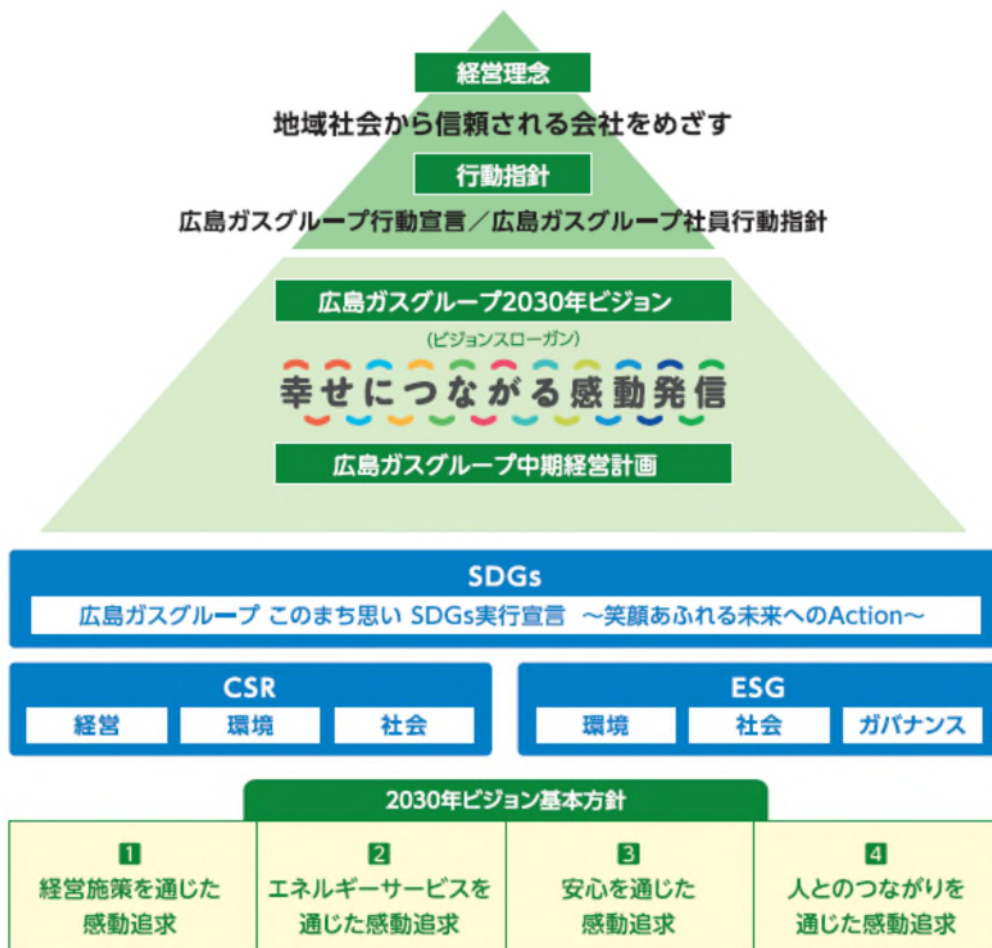 経営理念
地域社会から信頼される会社をめざす
行動指針
広島ガスグループ行動宣言／広島ガスグループ社員行動指針
広島ガスグループ2030年ビジョン
(ビジョンスローガン)
幸せにつながる感動発信
広島ガスグループ中期経営計画
SDGs
広島ガスグループ このまち思い SDGs実行宣言 〜笑顔あふれる未来へのAction〜
CSR
経営 環境 社会
ESG
環境 社会 ガバナンス
2030年ビジョン基本方針
1
経営施策を通じた
感動追求
2
エネルギーサービスを
通じた感動追求
3
安心を通じた
感動追求
4
人とのつながりを
通じた感動追求